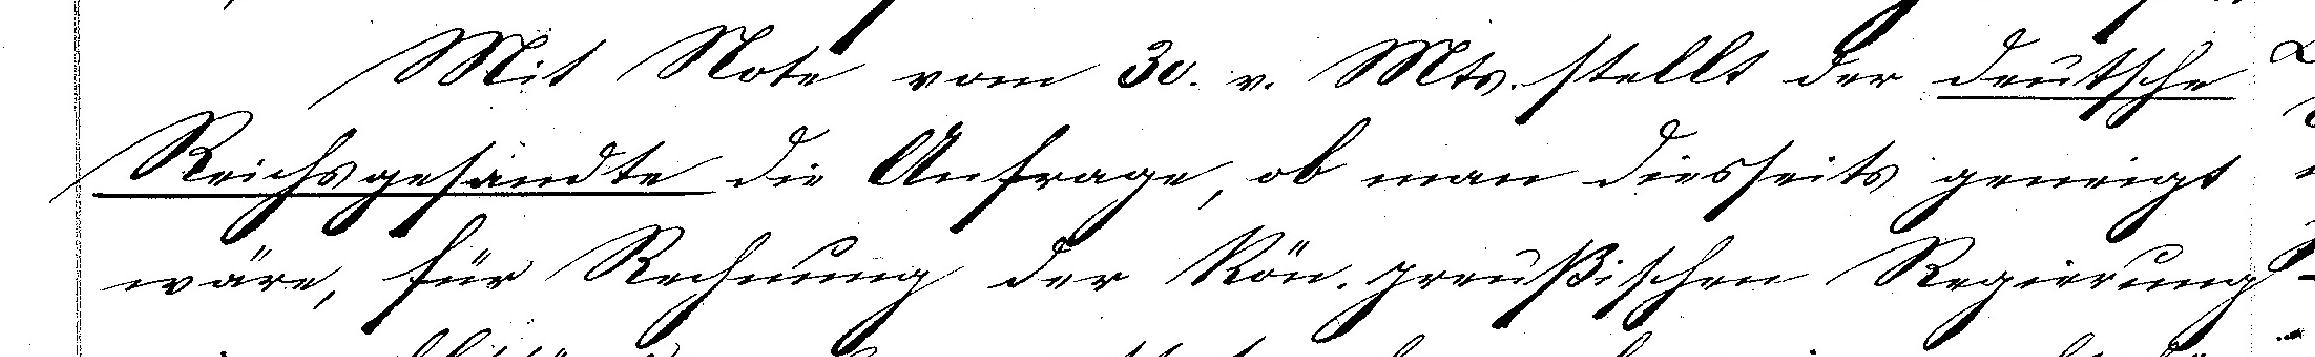 Mit Note vom 30. v. Mts. stellt der deutsche
Reichsgesandte die Anfrage, ob man diesseits geneigt
wäre, für Rechnung der Kön. preußischen Regierung